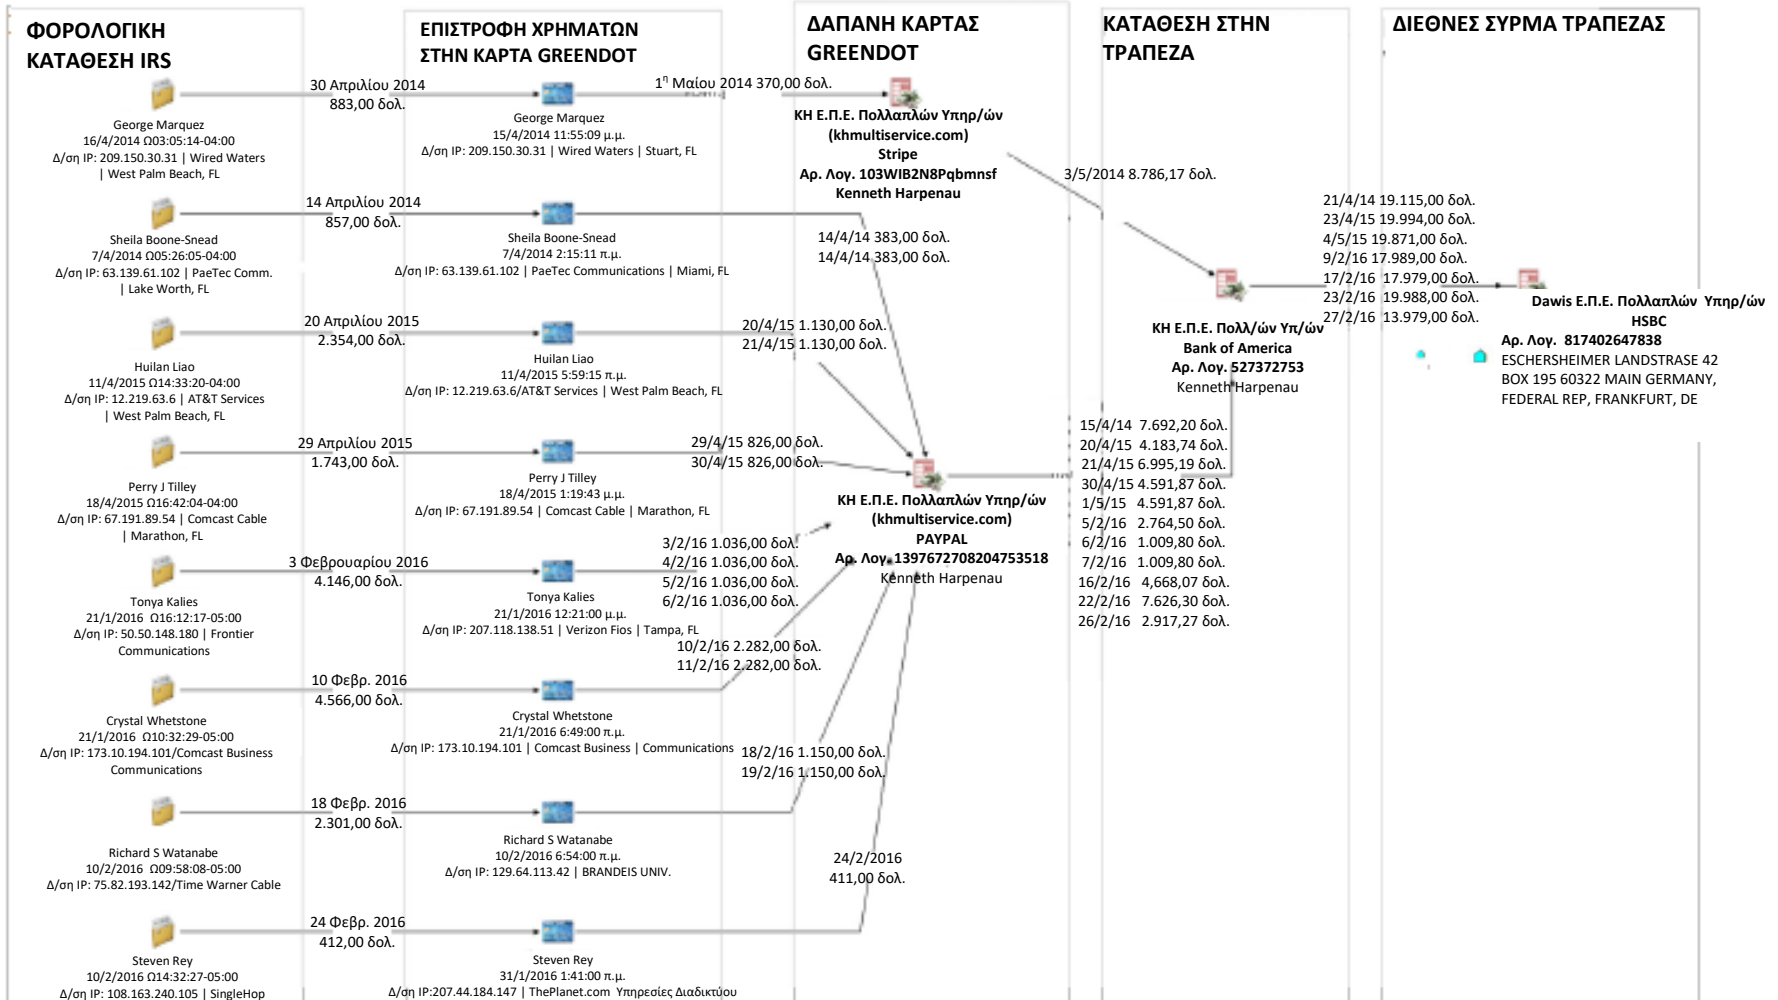 ΦΟΡΟΛΟΓΙΚΗ
ΚΑΤΑΘΕΣΗ IRS
30 Απριλίου 2014
883,00 δολ.
George Marquez
16/4/2014 Ω03:05:14-04:00
Δ/ση IP: 209.150.30.31 | Wired Waters
| West Palm Beach, FL
14 Απριλίου 2014
857,00 δολ.
Sheila Boone-Snead
7/4/2014 Ω05:26:05-04:00
Δ/ση IP: 63.139.61.102 | PaeTec Comm.
| Lake Worth, FL
20 Απριλίου 2015
2.354,00 δολ.
Huilan Liao
11/4/2015 Ω14:33:20-04:00
Δ/ση IP: 12.219.63.6 | AT&T Services
| West Palm Beach, FL
29 Απριλίου 2015
1.743,00 δολ.
Perry J Tilley
18/4/2015 Ω16:42:04-04:00
Δ/ση IP: 67.191.89.54 | Comcast Cable
| Marathon, FL
3 Φεβρουαρίου 2016
4.146,00 δολ.
Tonya Kalies
21/1/2016 Ω16:12:17-05:00
Δ/ση IP: 50.50.148.180 | Frontier
Communications
10 Φεβρ. 2016
4.566,00 δολ.
Crystal Whetstone
21/1/2016 Ω10:32:29-05:00
Δ/ση IP: 173.10.194.101/Comcast Business
Communications
18 Φεβρ. 2016
2.301,00 δολ.
Richard S Watanabe
10/2/2016 Ω09:58:08-05:00
Δ/ση IP: 75.82.193.142/Time Warner Cable
24 Φεβρ. 2016
412,00 δολ.
Steven Rey
10/2/2016 Ω14:32:27-05:00
Δ/ση IP: 108.163.240.105 | SingleHop
ΕΠΙΣΤΡΟΦΗ ΧΡΗΜΑΤΩΝ
ΣΤΗΝ ΚΑΡΤΑ GREENDOT
George Marquez
15/4/2014 11:55:09 μ.μ.
Δ/ση IP: 209.150.30.31 | Wired Waters | Stuart, FL
Sheila Boone-Snead
7/4/2014 2:15:11 π.μ.
Δ/ση IP: 63.139.61.102 | PaeTec Communications | Miami, FL
Huilan Liao
11/4/2015 5:59:15 π.μ.
Δ/ση IP: 12.219.63.6/AT&T Services | West Palm Beach, FL
Perry J Tilley
18/4/2015 1:19:43 μ.μ.
Δ/ση IP: 67.191.89.54 | Comcast Cable | Marathon, FL
Tonya Kalies
21/1/2016 12:21:00 μ.μ.
Δ/ση IP: 207.118.138.51 | Verizon Fios | Tampa, FL
Crystal Whetstone
21/1/2016 6:49:00 π.μ.
Δ/ση IP: 173.10.194.101 | Comcast Business | Communications
Richard S Watanabe
10/2/2016 6:54:00 π.μ.
Δ/ση IP: 129.64.113.42 | BRANDEIS UNIV.
Steven Rey
31/1/2016 1:41:00 π.μ.
Δ/ση IP:207.44.184.147 | ThePlanet.com Υπηρεσίες Διαδικτύου
ΔΑΠΑΝΗ ΚΑΡΤΑΣ
GREENDOT
1η Μαίου 2014 370,00 δολ.
ΚΗ Ε.Π.Ε. Πολλαπλών Υπηρ/ών
(khmultiservice.com)
Stripe
Αρ. Λογ. 103WIB2N8Pqbmnsf
Kenneth Harpenau
14/4/14 383,00 δολ.
14/4/14 383,00 δολ.
20/4/15 1.130,00 δολ.
21/4/15 1.130,00 δολ.
29/4/15 826,00 δολ.
30/4/15 826,00 δολ.
ΚΗ Ε.Π.Ε. Πολλαπλών Υπηρ/ών
(khmultiservice.com)
PAYPAL
Αρ. Λογ. 1397672708204753518
Kenneth Harpenau
3/2/16 1.036,00 δολ.
4/2/16 1.036,00 δολ.
5/2/16 1.036,00 δολ.
6/2/16 1.036,00 δολ.
10/2/16 2.282,00 δολ.
11/2/16 2.282,00 δολ.
18/2/16 1.150,00 δολ.
19/2/16 1.150,00 δολ.
24/2/2016
411,00 δολ.
ΚΑΤΑΘΕΣΗ ΣΤΗΝ
ΤΡΑΠΕΖΑ
3/5/2014 8.786,17 δολ.
ΚΗ Ε.Π.Ε. Πολλ/ών Υπ/ών
Bank of America
Αρ. Λογ. 527372753
Kenneth Harpenau
15/4/14 7.692,20 δολ.
20/4/15 4.183,74 δολ.
21/4/15 6.995,19 δολ.
30/4/15 4.591,87 δολ.
1/5/15 4.591,87 δολ.
5/2/16 2.764,50 δολ.
6/2/16 1.009,80 δολ.
7/2/16 1.009,80 δολ.
16/2/16 4,668,07 δολ.
22/2/16 7.626,30 δολ.
26/2/16 2.917,27 δολ.
ΔΙΕΘΝΕΣ ΣΥΡΜΑ ΤΡΑΠΕΖΑΣ
21/4/14 19.115,00 δολ.
23/4/15 19.994,00 δολ.
4/5/15 19.871,00 δολ.
9/2/16 17.989,00 δολ.
17/2/16 17.979,00 δολ.
23/2/16 19.988,00 δολ.
27/2/16 13.979,00 δολ.
Dawis Ε.Π.Ε. Πολλαπλών Υπηρ/ών
HSBC
Αρ. Λογ. 817402647838
ESCHERSHEIMER LANDSTRASE 42
BOX 195 60322 MAIN GERMANY,
FEDERAL REP, FRANKFURT, DE